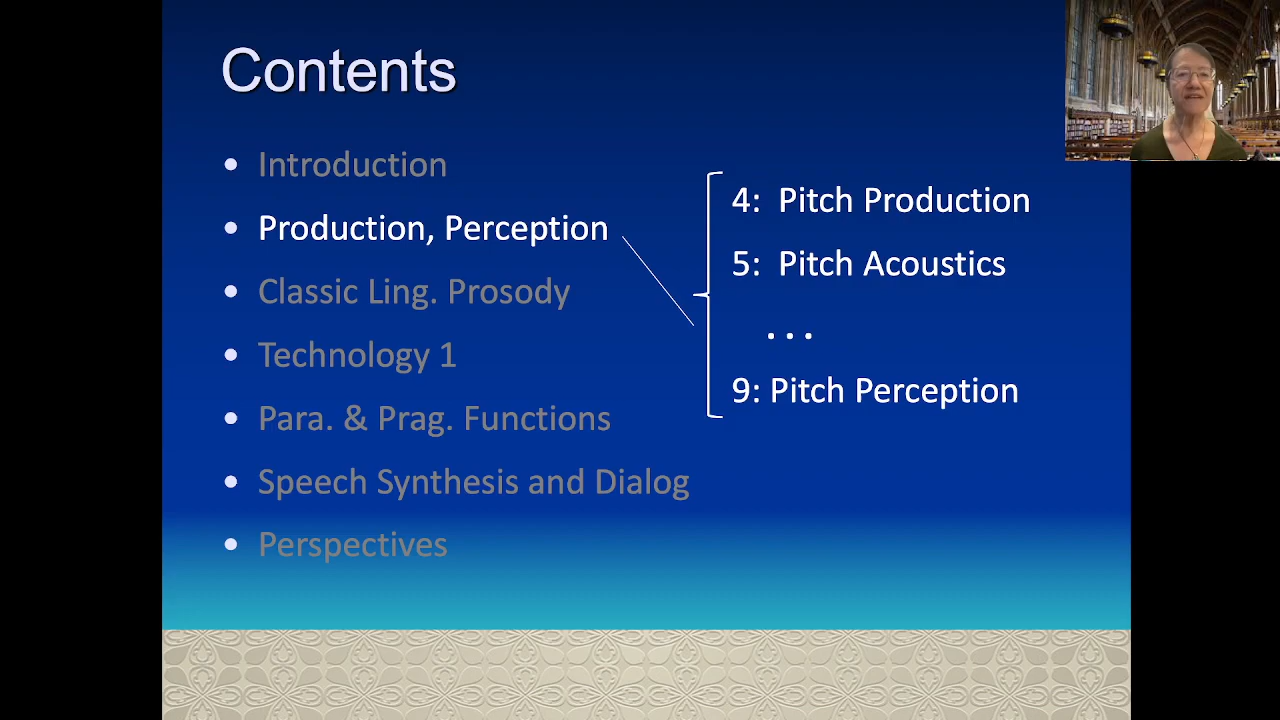 Contents
• Introduction
• Production, Perception
• Classic Ling. Prosody
• Technology 1
• Para. & Prag. Functions
• Speech Synthesis and Dialog
• Perspectives
4: Pitch Production
5: Pitch Acoustics
...
9: Pitch Perception